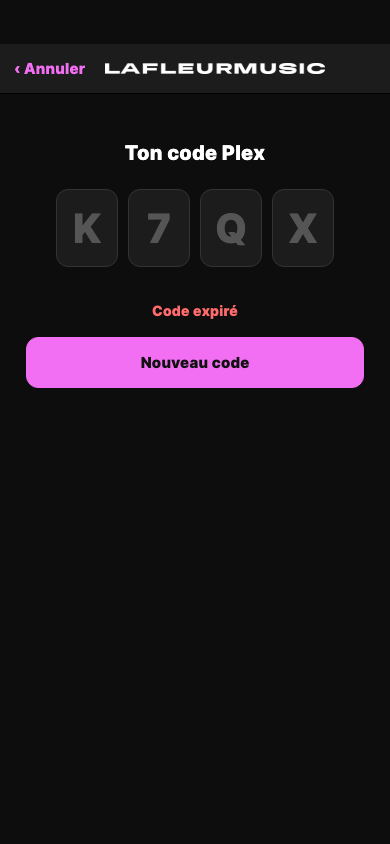 ‹ Annuler LAFLEURMUSIC
Ton code Plex
K 7 Q X
Code expiré
Nouveau code